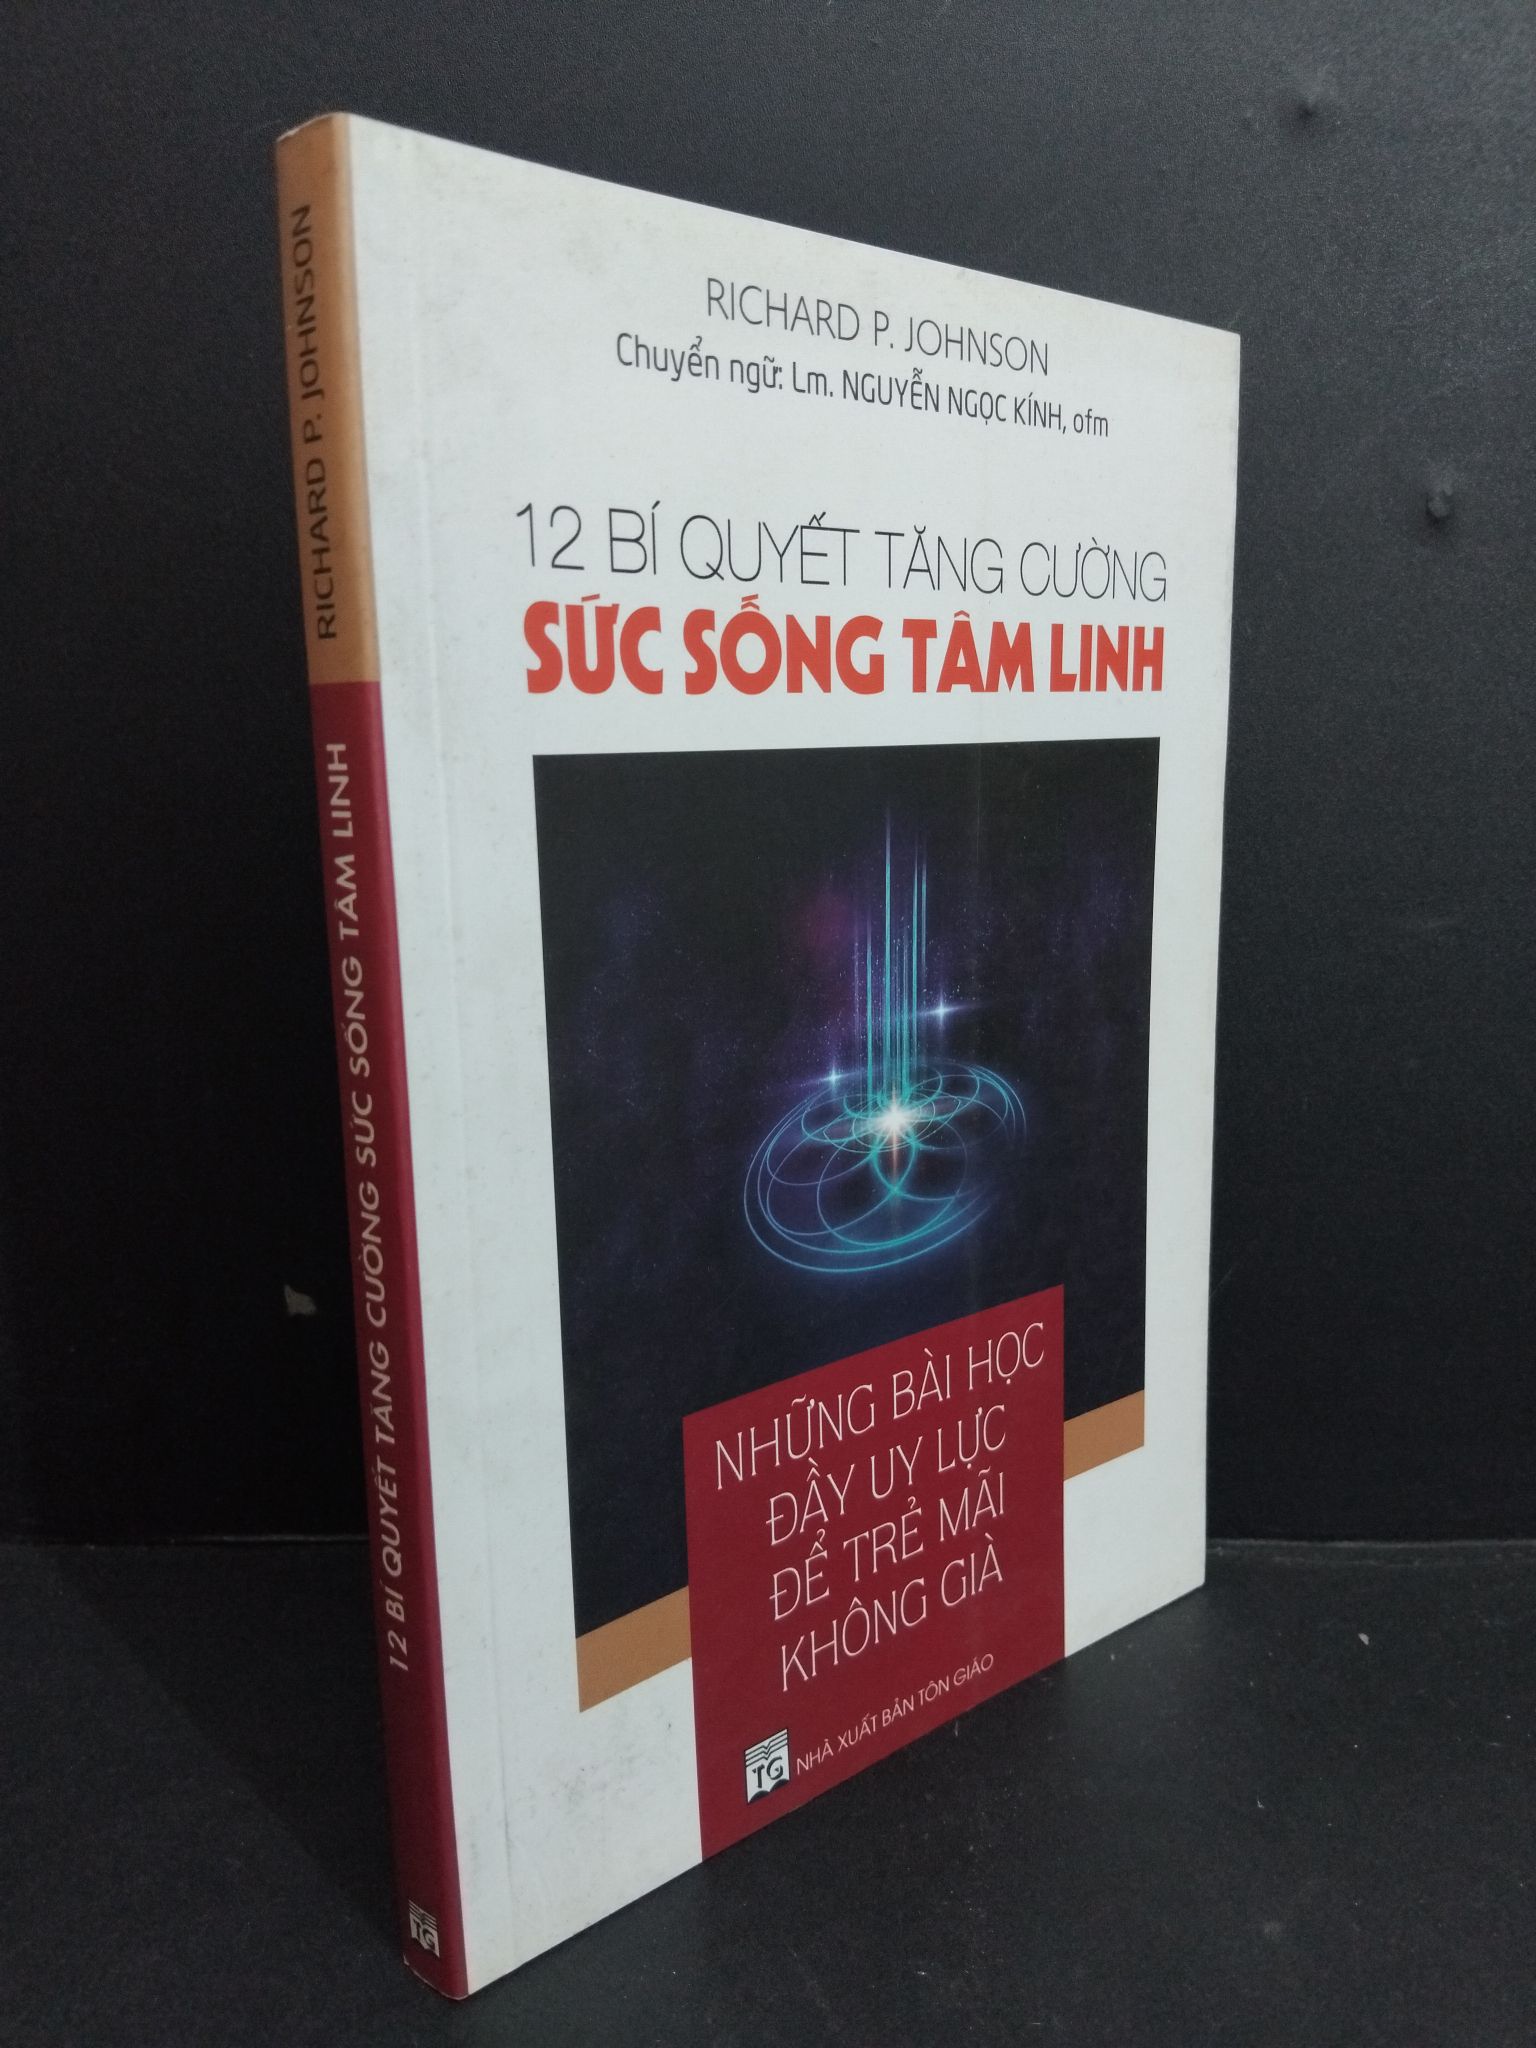 RICHARD P. JOHNSON
Chuyển ngữ: Lm. NGUYỄN NGỌC KÍNH, ofm
12 BÍ QUYẾT TĂNG CƯỜNG
SỨC SỐNG TÂM LINH
NHỮNG BÀI HỌC
ĐẦY UY LỰC
ĐỂ TRẺ MÃI
KHÔNG GIÀ
TG NHÀ XUẤT BẢN TÔN GIÁO
RICHARD P. JOHNSON
12 BÍ QUYẾT TĂNG CƯỜNG SỨC SỐNG TÂM LINH
TG